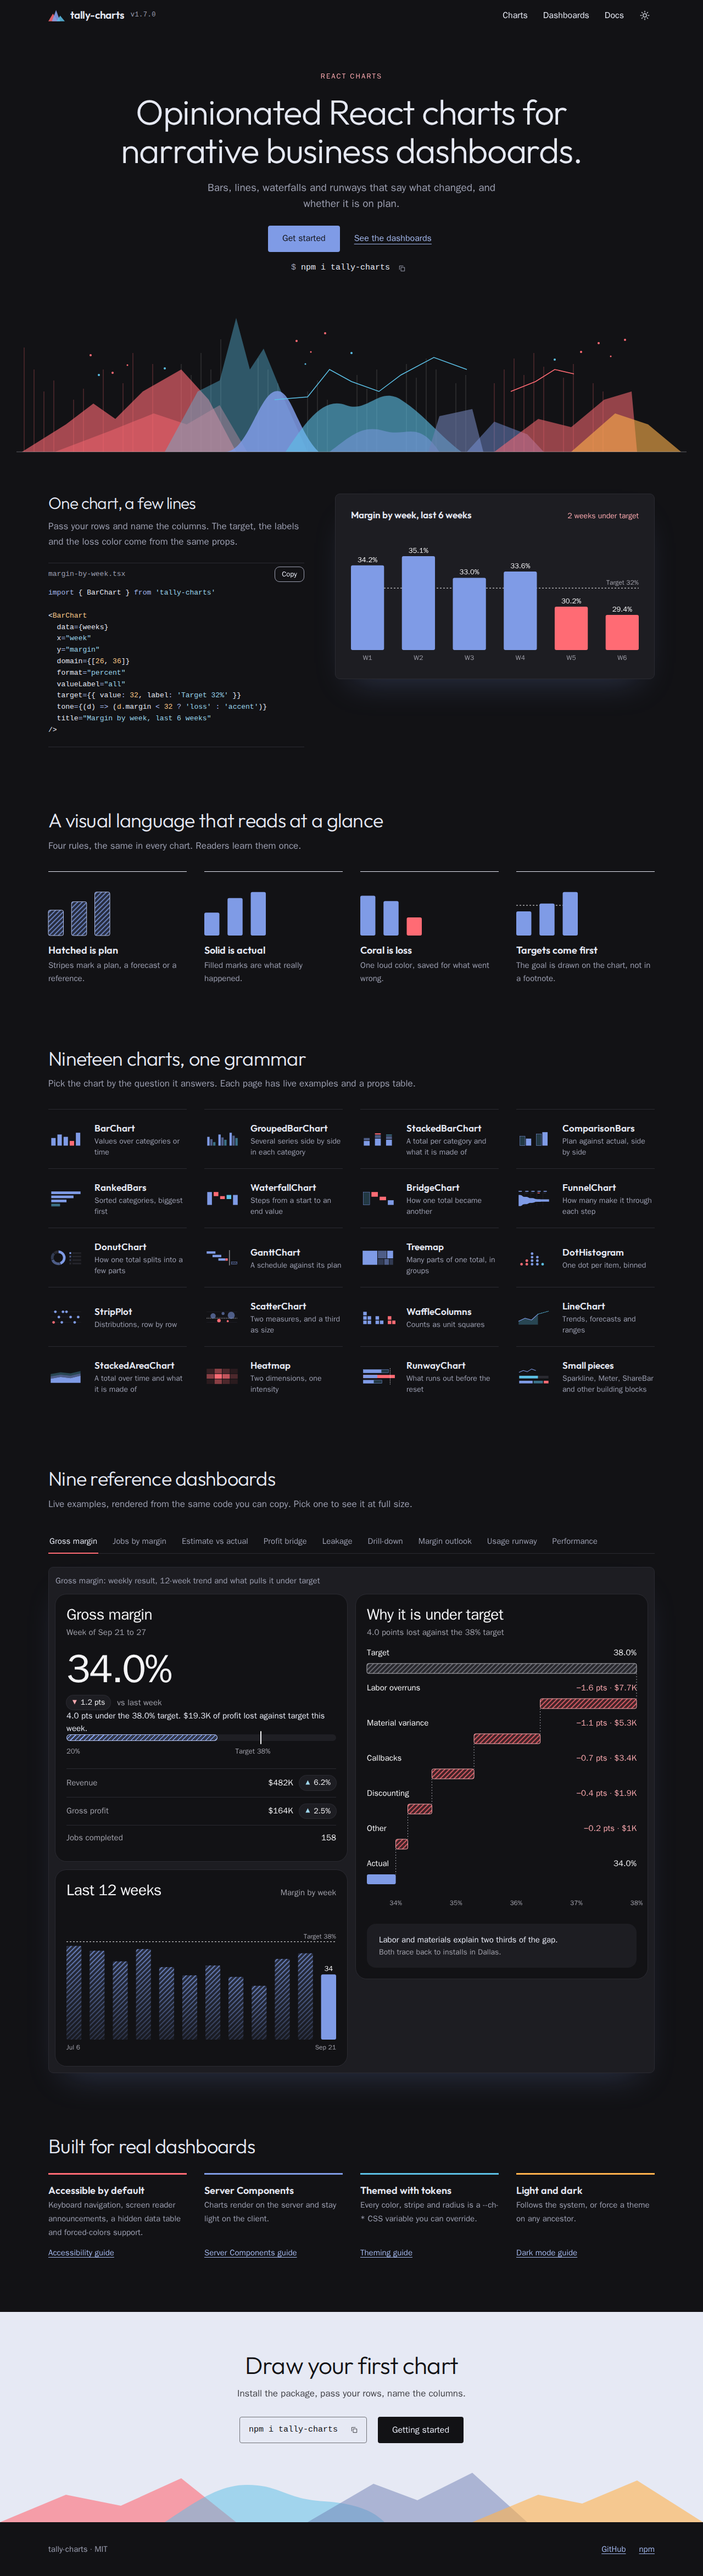 tally-charts v1.7.0
Charts Dashboards Docs
REACT CHARTS
Opinionated React charts for
narrative business dashboards.
Bars, lines, waterfalls and runways that say what changed, and
whether it is on plan.
Get started See the dashboards
$ npm i tally-charts
One chart, a few lines
Pass your rows and name the columns. The target, the labels
and the loss color come from the same props.
margin-by-week.tsx Copy
import { BarChart } from 'tally-charts'
<BarChart
data={weeks}
x="week"
y="margin"
domain={[26, 36]}
format="percent"
valueLabel="all"
target={{ value: 32, label: 'Target 32%' }}
tone={(d) => (d.margin < 32 ? 'loss' : 'accent')}
title="Margin by week, last 6 weeks"
/>
Margin by week, last 6 weeks 2 weeks under target
34.2% 35.1% 33.0% 33.6% 30.2% 29.4%
Target 32%
W1 W2 W3 W4 W5 W6
A visual language that reads at a glance
Four rules, the same in every chart. Readers learn them once.
Hatched is plan
Stripes mark a plan, a forecast or a
reference.
Solid is actual
Filled marks are what really
happened.
Coral is loss
One loud color, saved for what went
wrong.
Targets come first
The goal is drawn on the chart, not in
a footnote.
Nineteen charts, one grammar
Pick the chart by the question it answers. Each page has live examples and a props table.
BarChart
Values over categories or
time
GroupedBarChart
Several series side by side
in each category
StackedBarChart
A total per category and
what it is made of
ComparisonBars
Plan against actual, side
by side
RankedBars
Sorted categories, biggest
first
WaterfallChart
Steps from a start to an
end value
BridgeChart
How one total became
another
FunnelChart
How many make it through
each step
DonutChart
How one total splits into a
few parts
GanttChart
A schedule against its plan
Treemap
Many parts of one total, in
groups
DotHistogram
One dot per item, binned
StripPlot
Distributions, row by row
ScatterChart
Two measures, and a third
as size
WaffleColumns
Counts as unit squares
LineChart
Trends, forecasts and
ranges
StackedAreaChart
A total over time and what
it is made of
Heatmap
Two dimensions, one
intensity
RunwayChart
What runs out before the
reset
Small pieces
Sparkline, Meter, ShareBar
and other building blocks
Nine reference dashboards
Live examples, rendered from the same code you can copy. Pick one to see it at full size.
Gross margin Jobs by margin Estimate vs actual Profit bridge Leakage Drill-down Margin outlook Usage runway Performance
Gross margin: weekly result, 12-week trend and what pulls it under target
Gross margin
Week of Sep 21 to 27
34.0%
▼ 1.2 pts vs last week
4.0 pts under the 38.0% target. $19.3K of profit lost against target this
week.
20% Target 38%
Revenue $482K ▲ 6.2%
Gross profit $164K ▲ 2.5%
Jobs completed 158
Last 12 weeks Margin by week
Target 38%
34
Jul 6 Sep 21
Why it is under target
4.0 points lost against the 38% target
Target 38.0%
Labor overruns −1.6 pts · $7.7K
Material variance −1.1 pts · $5.3K
Callbacks −0.7 pts · $3.4K
Discounting −0.4 pts · $1.9K
Other −0.2 pts · $1K
Actual 34.0%
34% 35% 36% 37% 38%
Labor and materials explain two thirds of the gap.
Both trace back to installs in Dallas.
Built for real dashboards
Accessible by default
Keyboard navigation, screen reader
announcements, a hidden data table
and forced-colors support.
Accessibility guide
Server Components
Charts render on the server and stay
light on the client.
Server Components guide
Themed with tokens
Every color, stripe and radius is a --ch-
* CSS variable you can override.
Theming guide
Light and dark
Follows the system, or force a theme
on any ancestor.
Dark mode guide
Draw your first chart
Install the package, pass your rows, name the columns.
npm i tally-charts Getting started
tally-charts · MIT GitHub npm